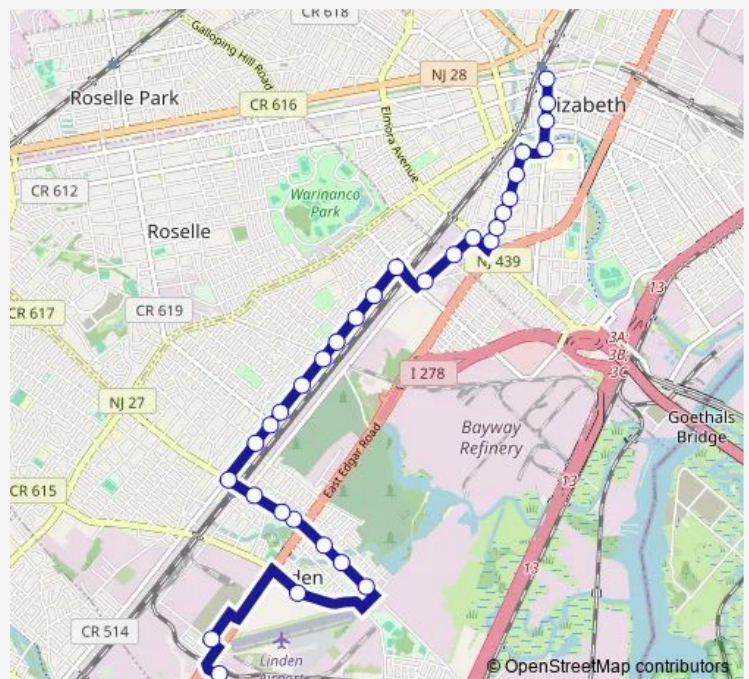 CR 618
Galloping Hill Road
NJ 28
Roselle Park
CR 616
izabeth
Elmora Avenue
CR 612
Warinanco
Park
Roselle
NJ 439
13
CR 617
CR 619
3A;
3B;
3C
I 278
NJ 27
Bayway
Refinery
Goethals
Bridge
East Edgar Road
CR 615
13
13
den
CR 514
Linden
© OpenStreetMap contributors